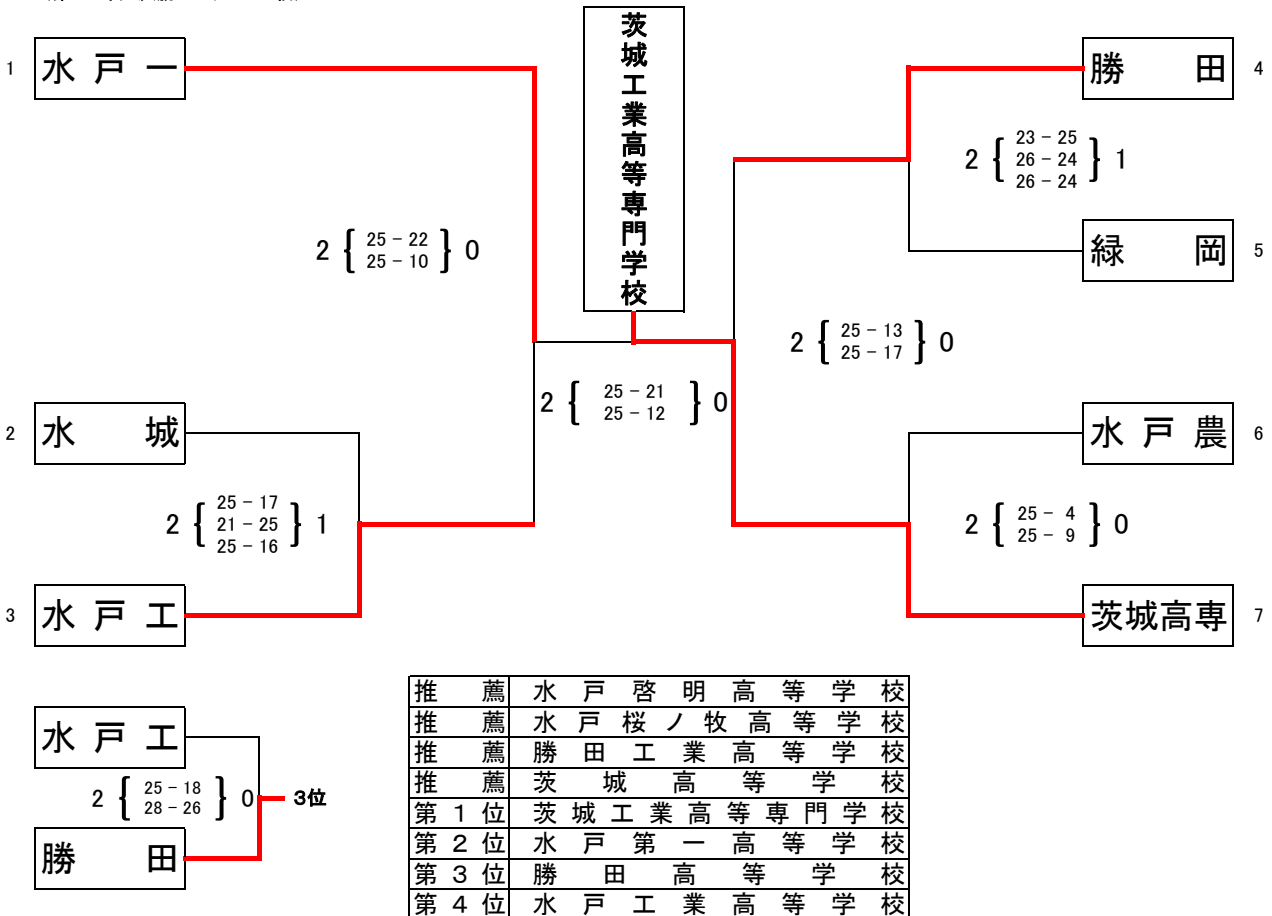 茨城工業高等専門学校
1 水戸一
2 { 25 - 22 } 0
25 - 10
2 水城
2 { 25 - 17 } 1
21 - 25
25 - 16
3 水戸工
勝田 4
2 { 23 - 25 } 1
26 - 24
26 - 24
緑岡 5
2 { 25 - 13 } 0
25 - 17
2 { 25 - 21 } 0
25 - 12
水戸農 6
2 { 25 - 4 } 0
25 - 9
茨城高専 7
水戸工
2 { 25 - 18 } 0
28 - 26
3位
勝田
推薦 水戸啓明高等学校
推薦 水戸桜ノ牧高等学校
推薦 勝田工業高等学校
推薦 茨城高等学校
第1位 茨城工業高等専門学校
第2位 水戸第一高等学校
第3位 勝田高等学校
第4位 水戸工業高等学校